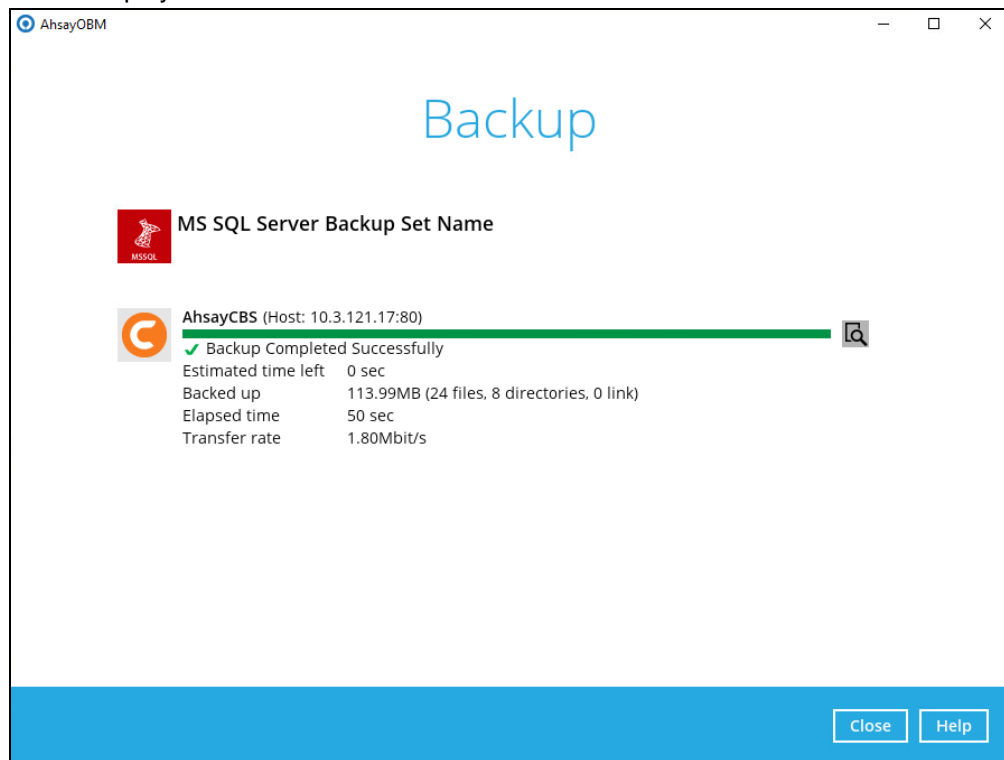 AhsayOBM
Backup
MSSQL
MS SQL Server Backup Set Name
AhsayCBS (Host: 10.3.121.17:80)
Backup Completed Successfully
Estimated time left 0 sec
Backed up 113.99MB (24 files, 8 directories, 0 link)
Elapsed time 50 sec
Transfer rate 1.80Mbit/s
Close Help